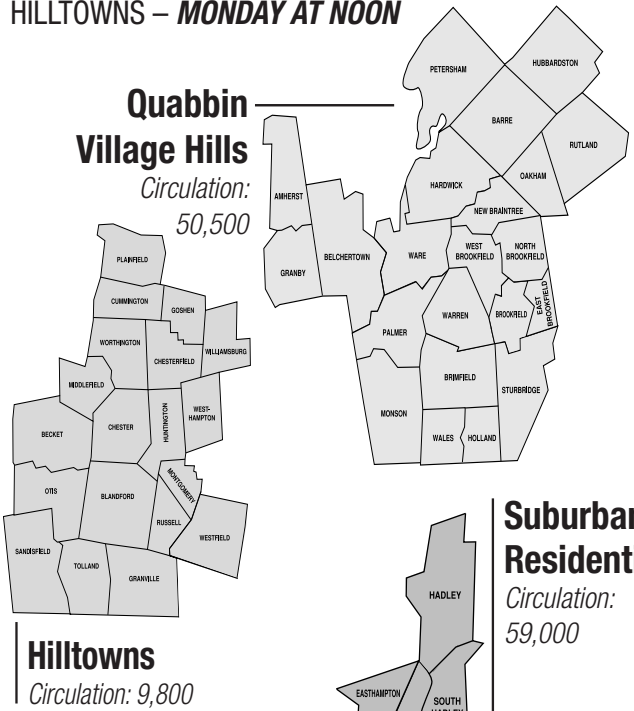 HILLTOWNS – MONDAY AT NOON
Quabbin
Village Hills
Circulation:
50,500
PETERSHAM
HUBBARDSTON
BARRE
RUTLAND
HARDWICK
OAKHAM
NEW BRAINTREE
AMHERST
BELCHERTOWN
GRANBY
WARE
WEST
BROOKFIELD
NORTH
BROOKFIELD
WARREN
BROOKFIELD
EAST
BROOKFIELD
PALMER
BRIMFIELD
STURBRIDGE
MONSON
WALES
HOLLAND
PLAINFIELD
CUMMINGTON
GOSHEN
WORTHINGTON
CHESTERFIELD
WILLIAMSBURG
MIDDLEFIELD
BECKET
CHESTER
HUNTINGTON
WEST-
HAMPTON
OTIS
BLANDFORD
MONTGOMERY
RUSSELL
WESTFIELD
SANDISFIELD
TOLLAND
GRANVILLE
Hilltowns
Circulation: 9,800
Suburban
Residenti
Circulation:
59,000
HADLEY
EASTHAMPTON
SOUTH
HADLEY